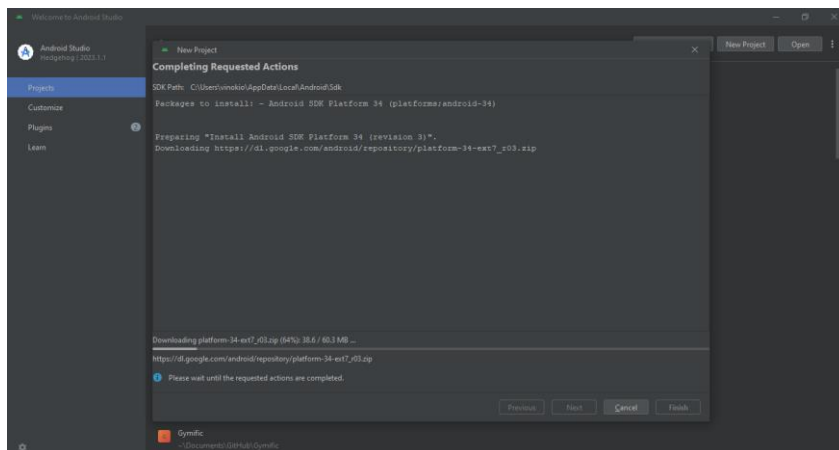 Welcome to Android Studio
Android Studio
Hedgehog | 2023.1.1
New Project
Open
Projects
Customize
Plugins
2
Learn
New Project
Completing Requested Actions
SDK Path: C:\Users\vinokio\AppData\Local\Android\Sdk
Packages to install: - Android SDK Platform 34 (platforms;android-34)
Preparing "Install Android SDK Platform 34 (revision 3)".
Downloading https://dl.google.com/android/repository/platform-34-ext7_r03.zip
Downloading platform-34-ext7_r03.zip (64%): 38.6 / 60.3 MB ...
https://dl.google.com/android/repository/platform-34-ext7_r03.zip
Please wait until the requested actions are completed.
Previous
Next
Cancel
Finish
Gymific
~\Documents\GitHub\Gymific